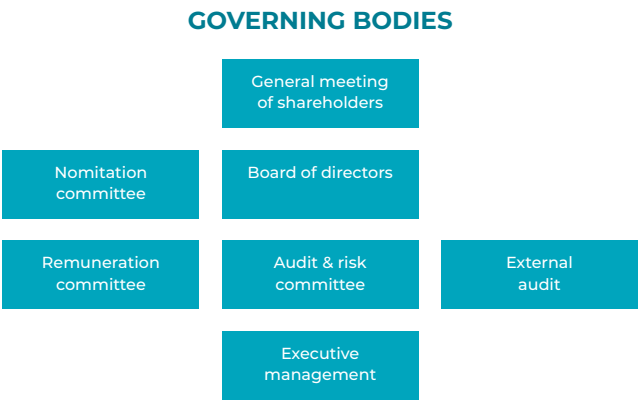 GOVERNING BODIES
General meeting
of shareholders
Nomitation
committee
Board of directors
Remuneration
committee
Audit & risk
committee
External
audit
Executive
management